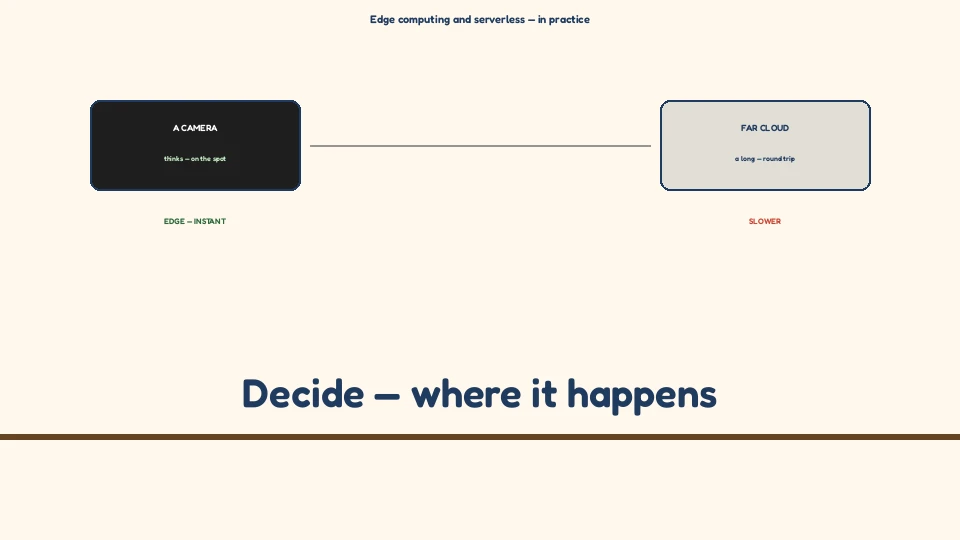 Edge computing and serverless — in practice
A CAMERA
thinks — on the spot
EDGE — INSTANT
FAR CLOUD
a long — round trip
SLOWER
Decide — where it happens